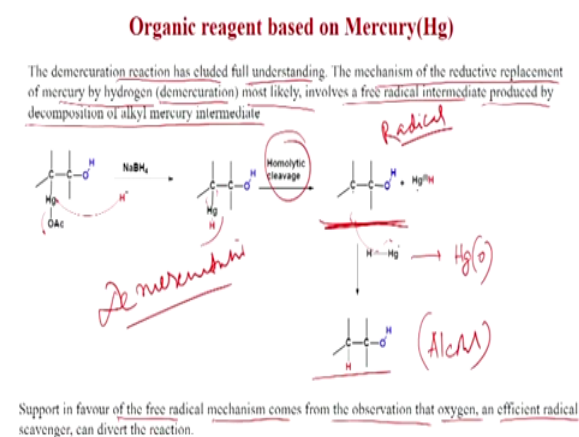 Organic reagent based on Mercury(Hg)
The demercuration reaction has eluded full understanding. The mechanism of the reductive replacement
of mercury by hydrogen (demercuration) most likely, involves a free radical intermediate produced by
decomposition of alkyl mercury intermediate
Radical
H NaBH4 H Homolytic cleavage H
C C O H- C C O C C O + Hg(I)H
Hg Hg
OAc H
H Hg → Hg(0)
Demercuration
H
C C O (Alcohol)
H
Support in favour of the free radical mechanism comes from the observation that oxygen, an efficient radical
scavenger, can divert the reaction.